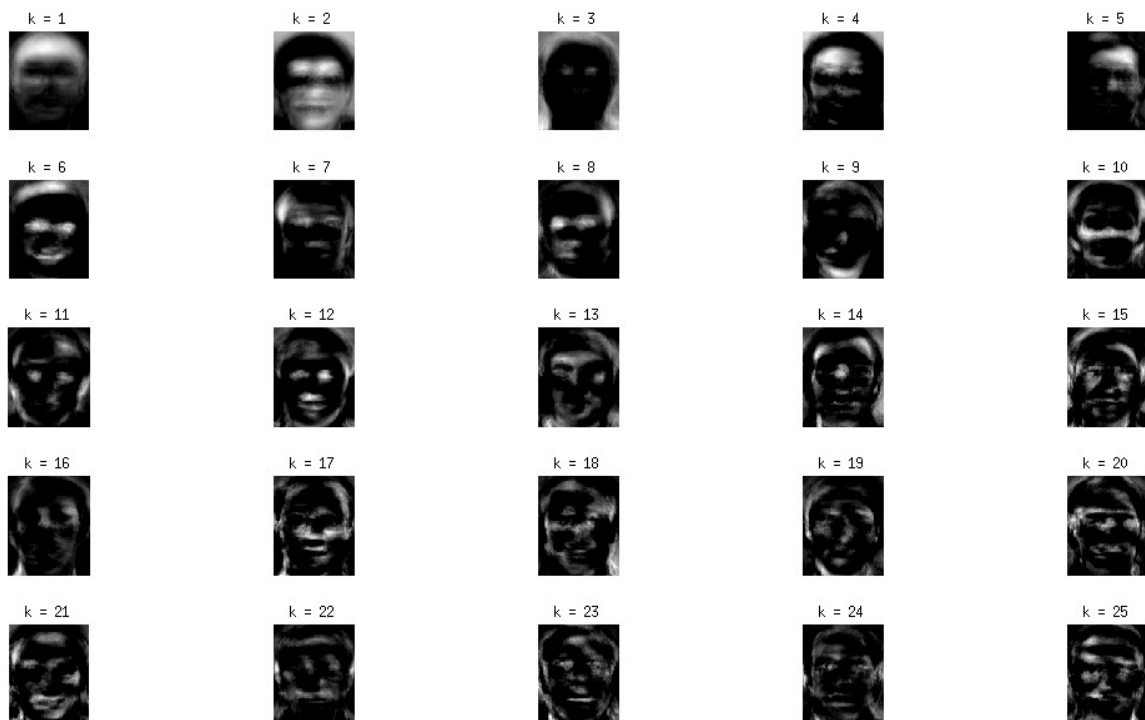 k = 1 k = 2 k = 3 k = 4 k = 5
k = 6 k = 7 k = 8 k = 9 k = 10
k = 11 k = 12 k = 13 k = 14 k = 15
k = 16 k = 17 k = 18 k = 19 k = 20
k = 21 k = 22 k = 23 k = 24 k = 25